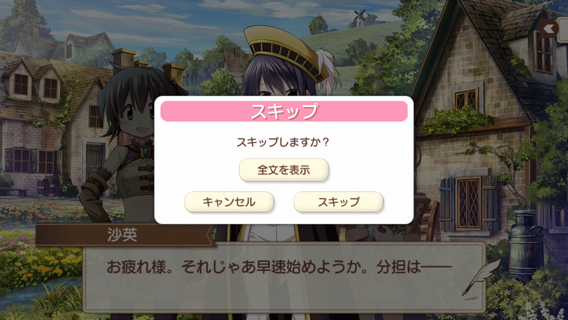 スキップ
スキップしますか？
全文を表示
キャンセル
スキップ
沙英
お疲れ様。それじゃあ早速始めようか。分担は──